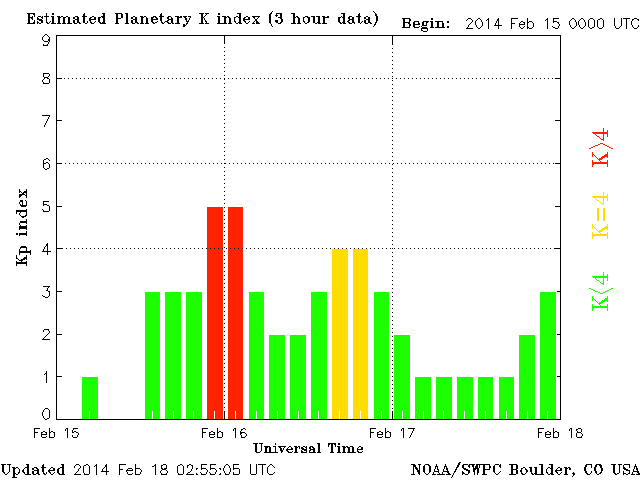 Estimated Planetary K index (3 hour data) Begin: 2014 Feb 15 0000 UTC
9
8
7
6
5
4
3
2
1
0
Kp index
K<4 K=4 K>4
Feb 15 Feb 16 Feb 17 Feb 18
Universal Time
Updated 2014 Feb 18 02:55:05 UTC NOAA/SWPC Boulder, CO USA